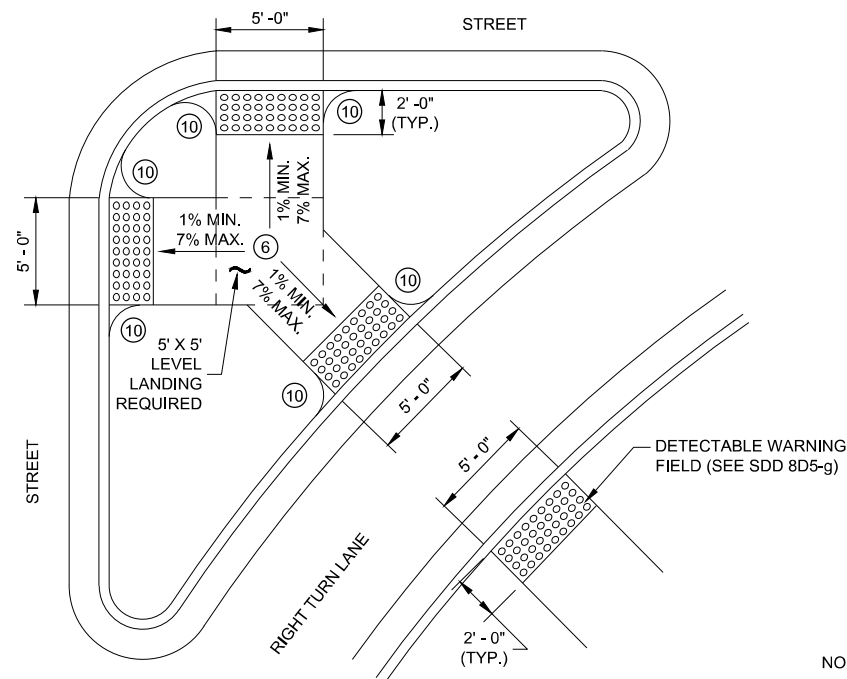 5' -0"
STREET
10
10
2' -0"
(TYP.)
10
1% MIN.
7% MAX.
5' - 0"
1% MIN.
7% MAX.
6
1% MIN.
7% MAX.
10
10
5' X 5'
LEVEL
LANDING
REQUIRED
10
5' - 0"
5' - 0"
DETECTABLE WARNING
FIELD (SEE SDD 8D5-g)
STREET
RIGHT TURN LANE
2' - 0"
(TYP.)
NO